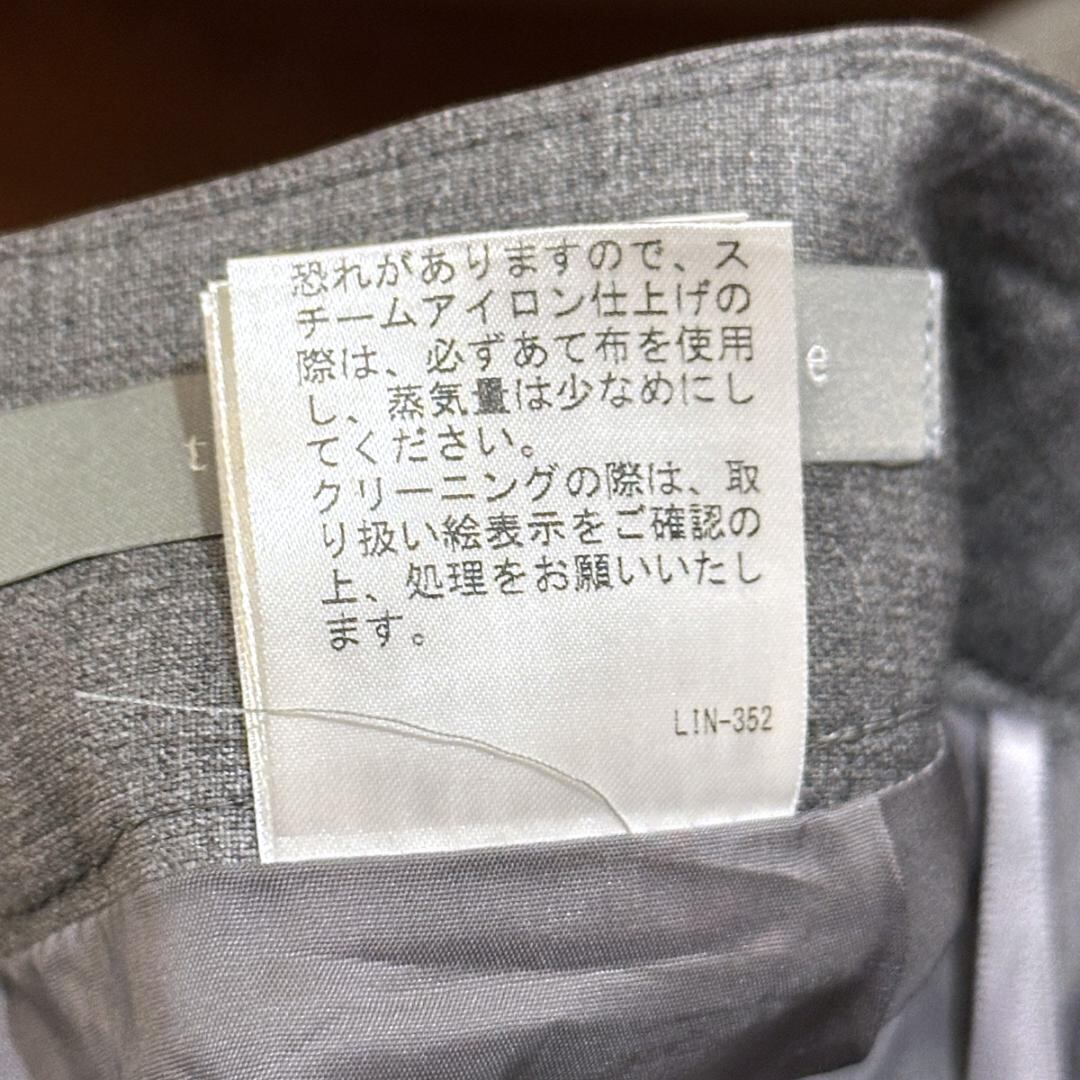 恐れがありますので、ス
チームアイロン仕上げの
際は、必ずあて布を使用
し、蒸気量は少なめにし
てください。
クリーニングの際は、取
り扱い絵表示をご確認の
上、処理をお願いいたし
ます。
LIN-352
t
e